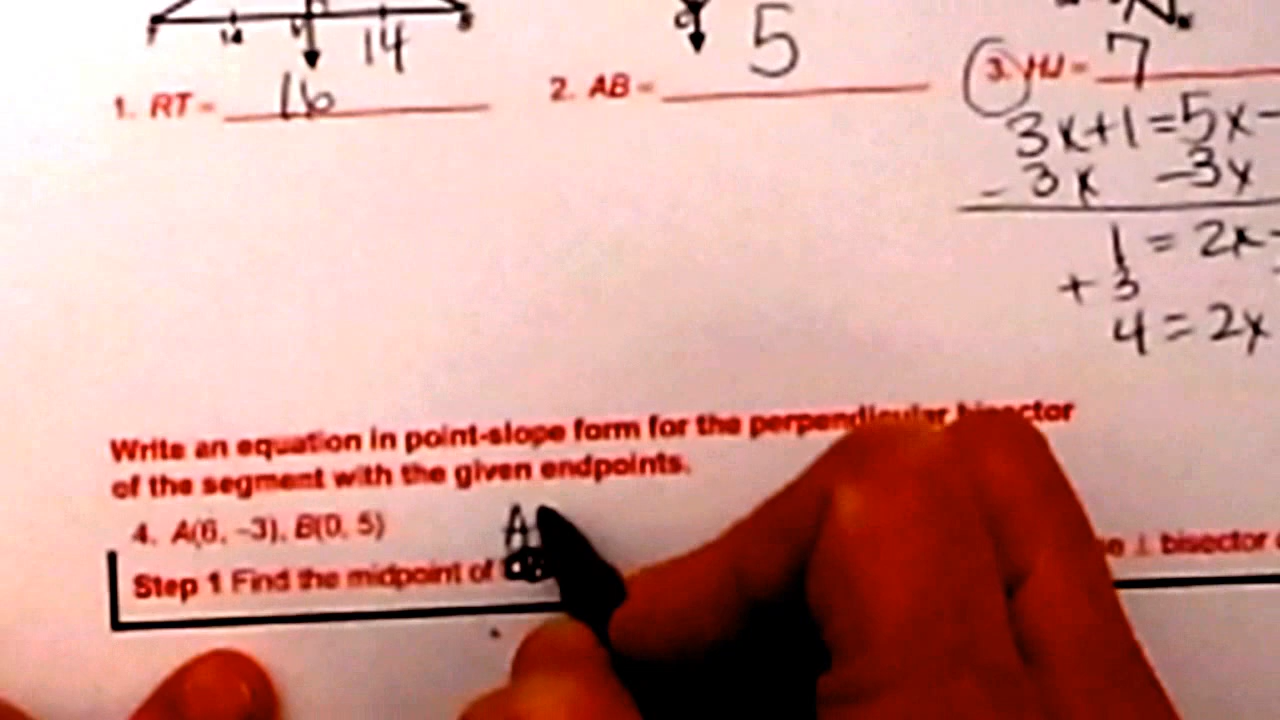 14 14
1. RT = 16
2. AB = 5
3. HJ = 7
3x+1=5x-
- 3x -3x
1 = 2x-
+ 3
4 = 2x
Write an equation in point-slope form for the perpendicular bisector
of the segment with the given endpoints.
4. A(6, -3), B(0, 5)
A
Step 1 Find the midpoint of
⊥ bisector